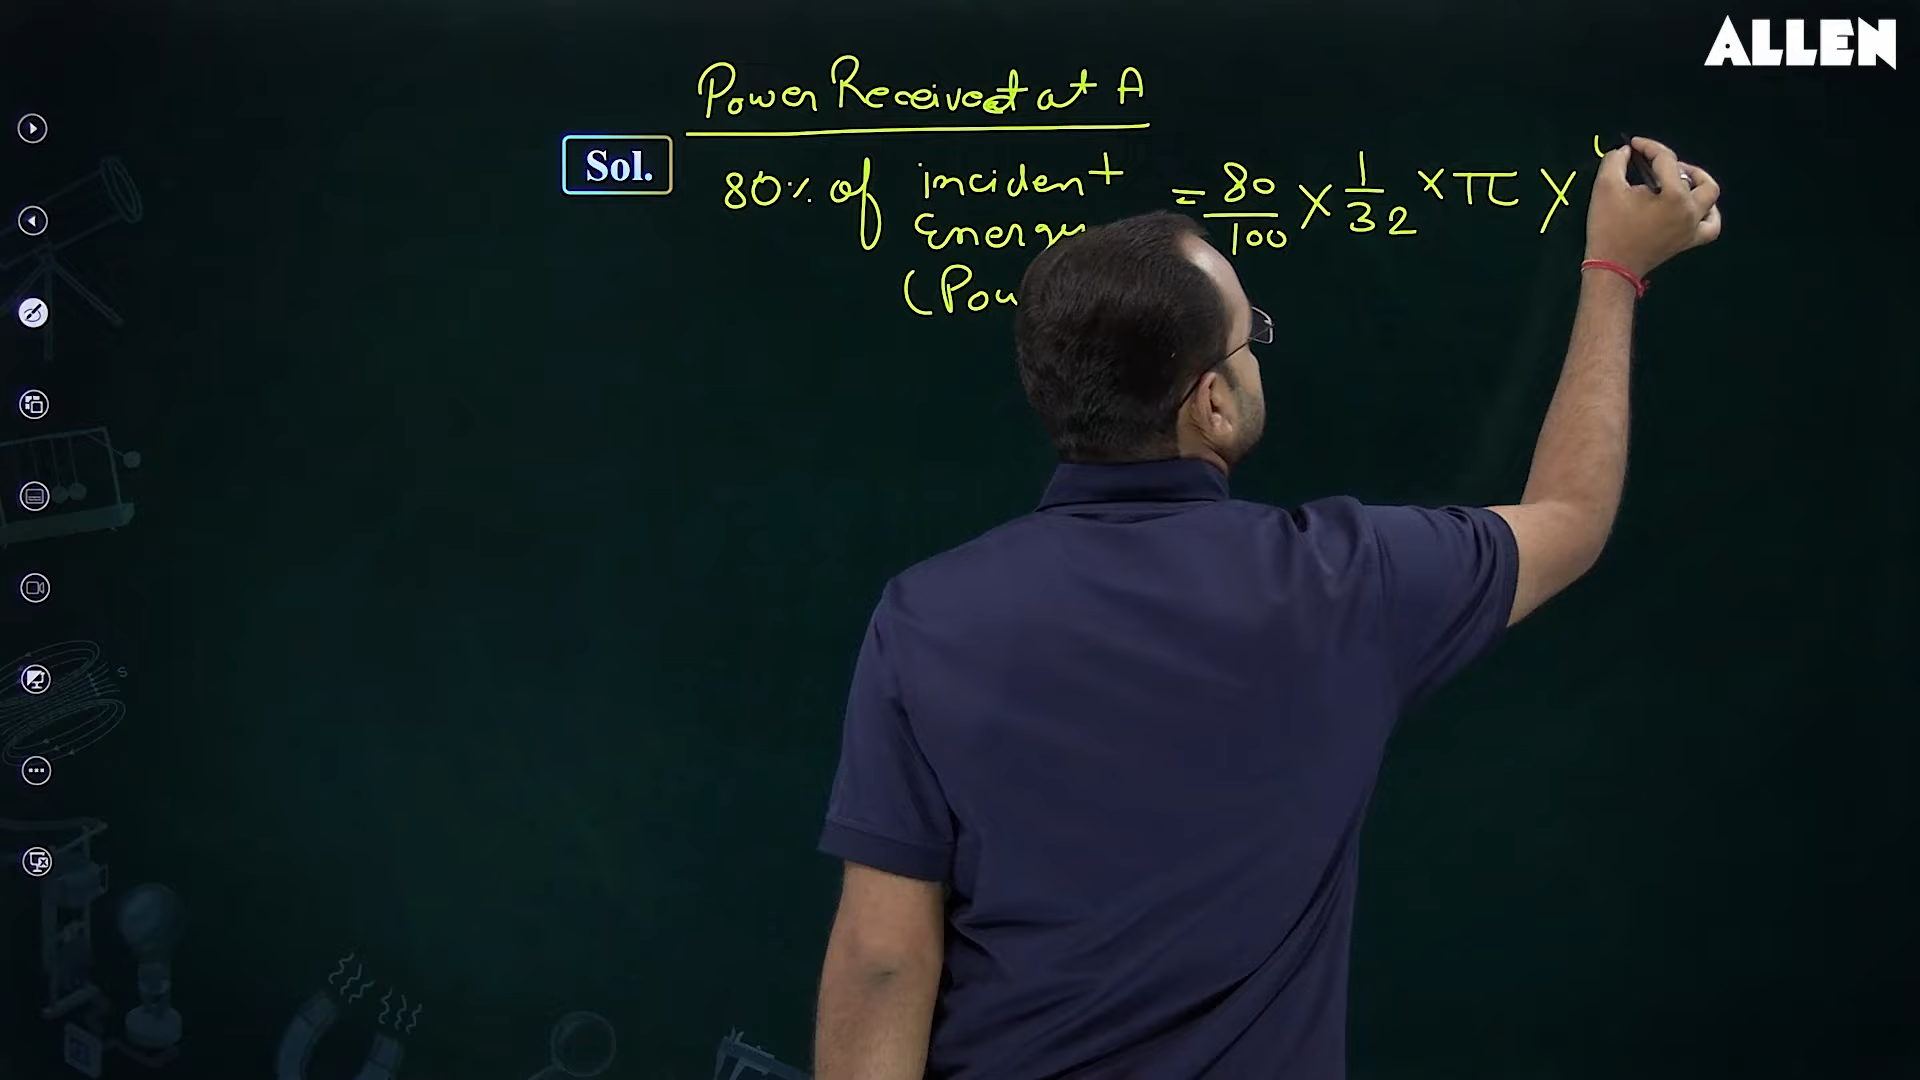 ALLEN
Power Received at A
Sol.
80% of incident = 80/100 × 1/32 × π ×
Energy
(Pow